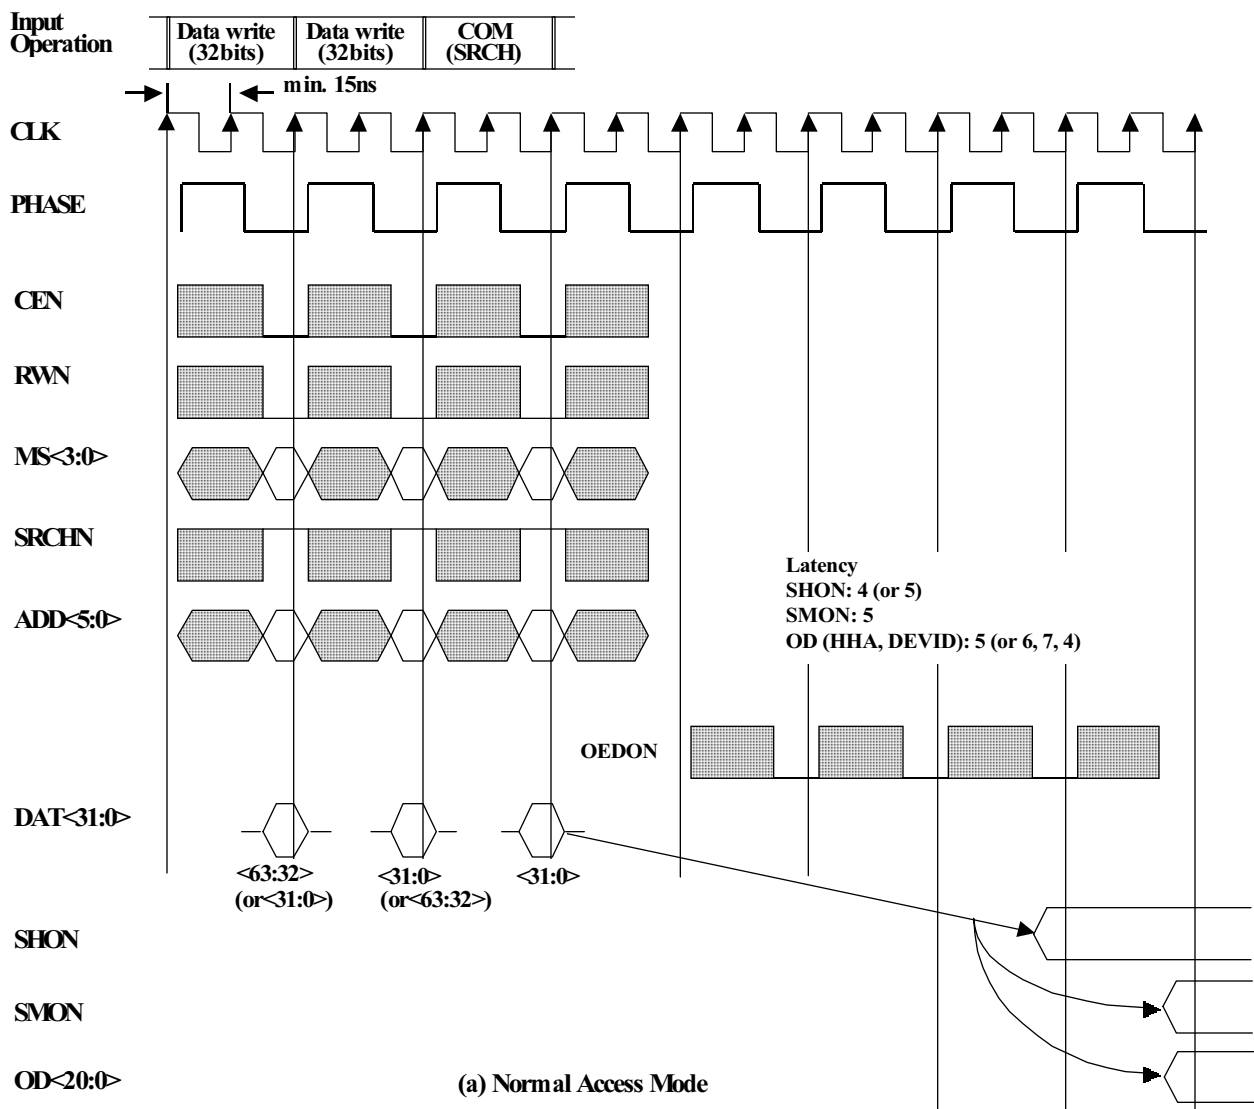 Input
Operation
Data write
(32bits)
Data write
(32bits)
COM
(SRCH)
min. 15ns
CLK
PHASE
CEN
RWN
MS<3:0>
SRCHN
Latency
SHON: 4 (or 5)
SMON: 5
OD (HHA, DEVID): 5 (or 6, 7, 4)
ADD<5:0>
OEDON
DAT<31:0>
<63:32>
(or<31:0>)
<31:0>
(or<63:32>)
<31:0>
SHON
SMON
OD<20:0>
(a) Normal Access Mode